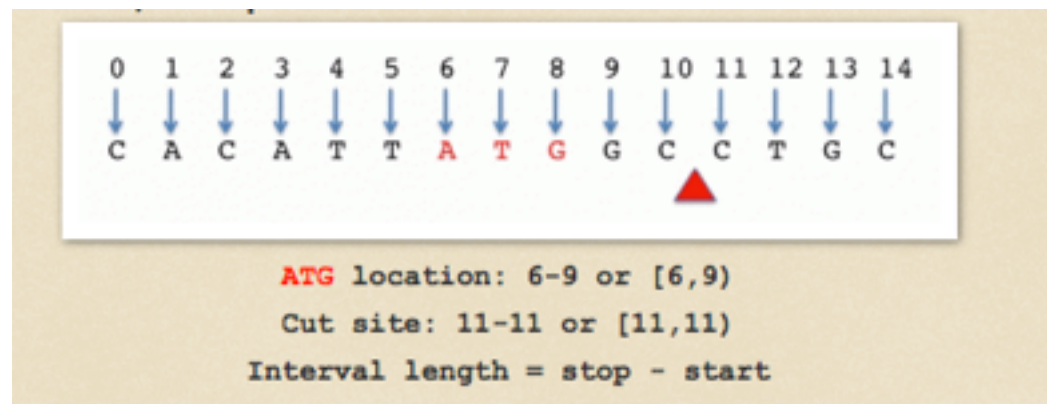 0 1 2 3 4 5 6 7 8 9 10 11 12 13 14
C A C A T T A T G G C C T G C
ATG location: 6-9 or [6,9)
Cut site: 11-11 or [11,11)
Interval length = stop - start